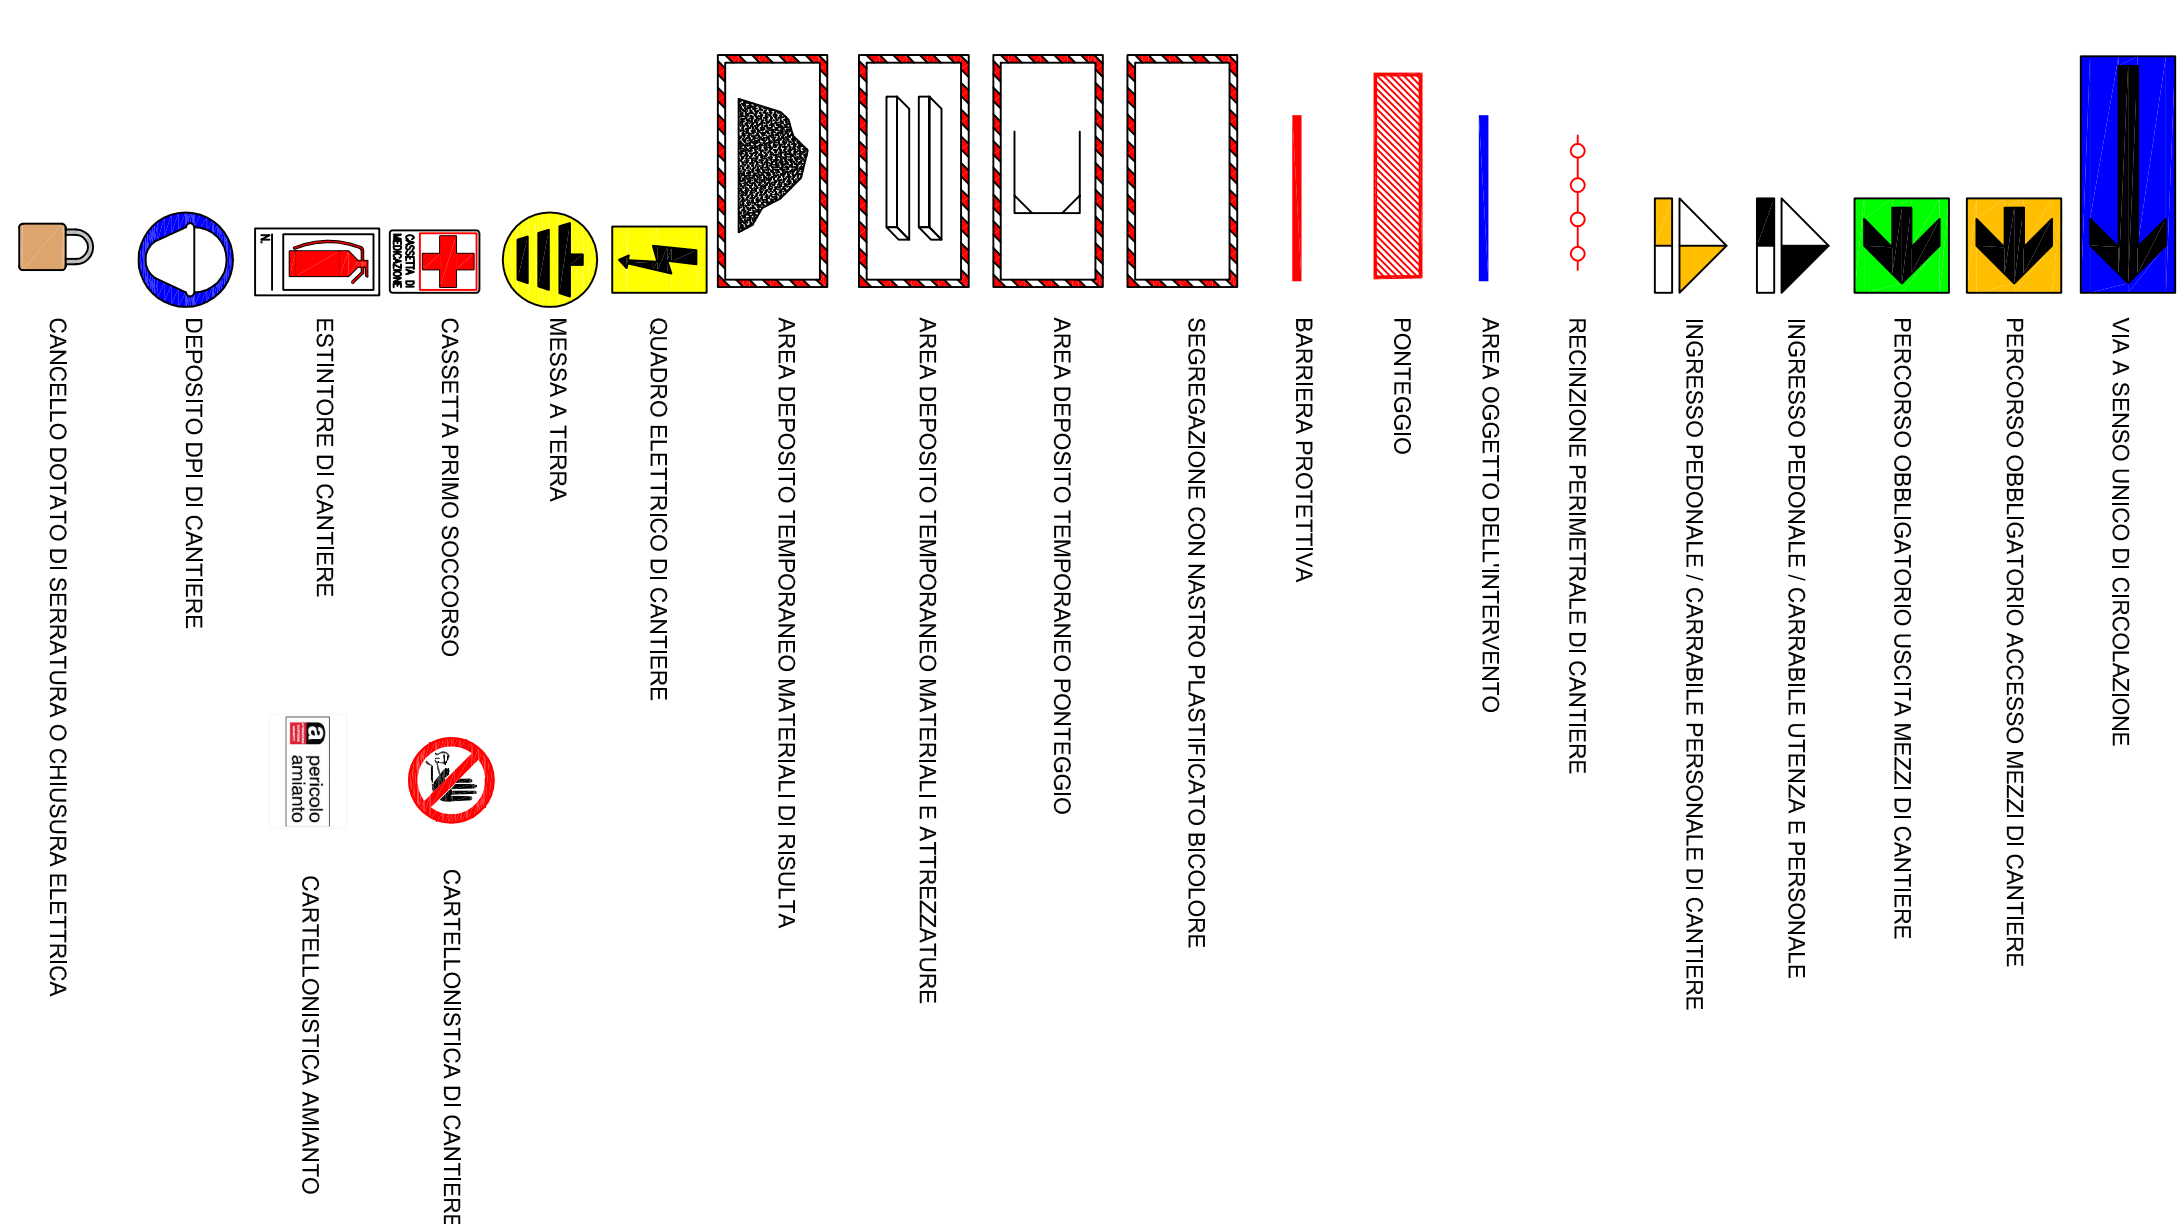 VIA A SENSO UNICO DI CIRCOLAZIONE
PERCORSO OBBLIGATORIO ACCESSO MEZZI DI CANTIERE
PERCORSO OBBLIGATORIO USCITA MEZZI DI CANTIERE
INGRESSO PEDONALE / CARRABILE UTENZA E PERSONALE
INGRESSO PEDONALE / CARRABILE PERSONALE DI CANTIERE
RECINZIONE PERIMETRALE DI CANTIERE
AREA OGGETTO DELL'INTERVENTO
PONTEGGIO
BARRIERA PROTETTIVA
SEGREGAZIONE CON NASTRO PLASTIFICATO BICOLORE
AREA DEPOSITO TEMPORANEO PONTEGGIO
AREA DEPOSITO TEMPORANEO MATERIALI E ATTREZZATURE
AREA DEPOSITO TEMPORANEO MATERIALI DI RISULTA
QUADRO ELETTRICO DI CANTIERE
MESSA A TERRA
CASSETTA DI
MEDICAZIONE
CASSETTA PRIMO SOCCORSO
CARTELLONISTICA DI CANTIERE
N.
ESTINTORE DI CANTIERE
a
pericolo
amianto
CARTELLONISTICA AMIANTO
DEPOSITO DPI DI CANTIERE
CANCELLO DOTATO DI SERRATURA O CHIUSURA ELETTRICA